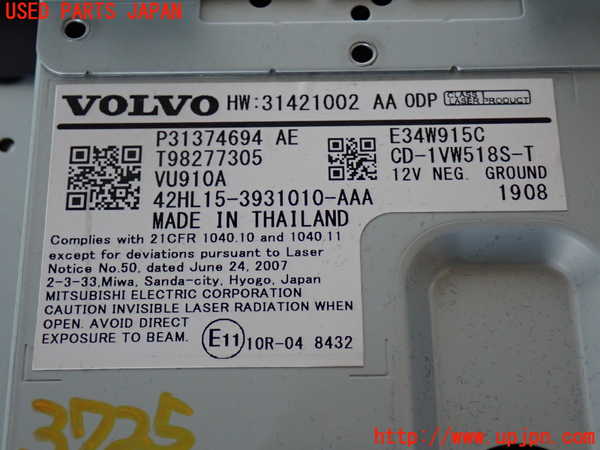 USED PARTS JAPAN
VOLVO HW:31421002 AA ODP CLASS 1 LASER PRODUCT
P31374694 AE
T98277305
VU910A
42HL15-3931010-AAA
MADE IN THAILAND
E34W915C
CD-1VW518S-T
12V NEG. GROUND
1908
Complies with 21CFR 1040.10 and 1040.11
except for deviations pursuant to Laser
Notice No.50, dated June 24, 2007
2-3-33,Miwa, Sanda-city, Hyogo, Japan
MITSUBISHI ELECTRIC CORPORATION
CAUTION INVISIBLE LASER RADIATION WHEN
OPEN. AVOID DIRECT
EXPOSURE TO BEAM.
E11 10R-04 8432
3725
UPJ
http://www.upjpn.com/